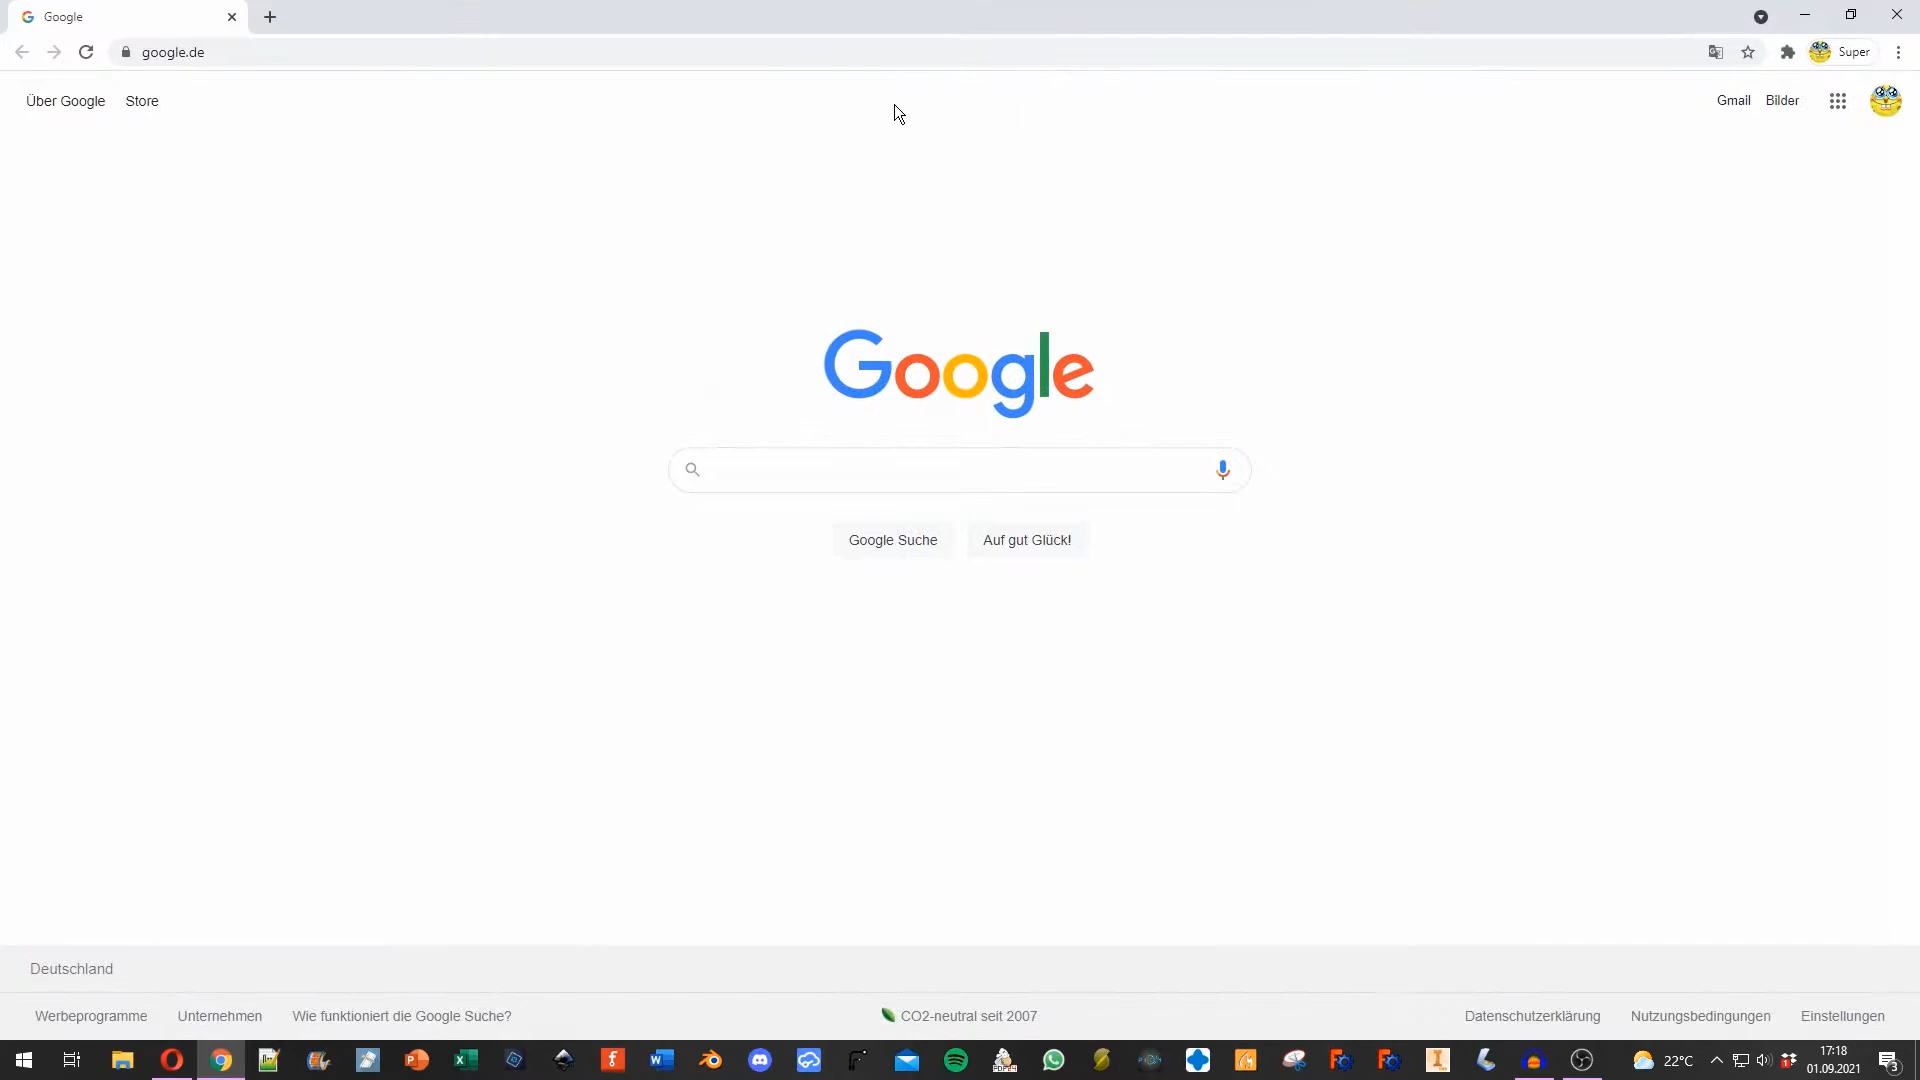 Google
google.de
Super
Über Google Store
Gmail Bilder
Google
Google Suche Auf gut Glück!
Deutschland
Werbeprogramme Unternehmen Wie funktioniert die Google Suche?
CO2-neutral seit 2007
Datenschutzerklärung Nutzungsbedingungen Einstellungen
22°C
17:18
01.09.2021
3